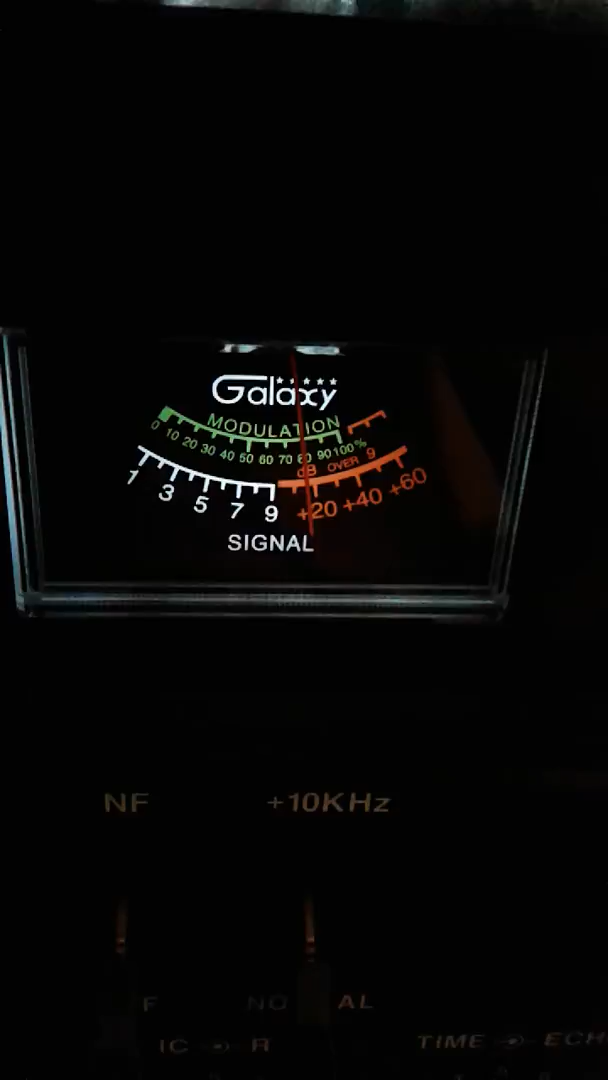 Galaxy
MODULATION
0 10 20 30 40 50 60 70 80 90 100%
dB OVER 9
1 3 5 7 9 +20 +40 +60
SIGNAL
NF +10KHz
TIME